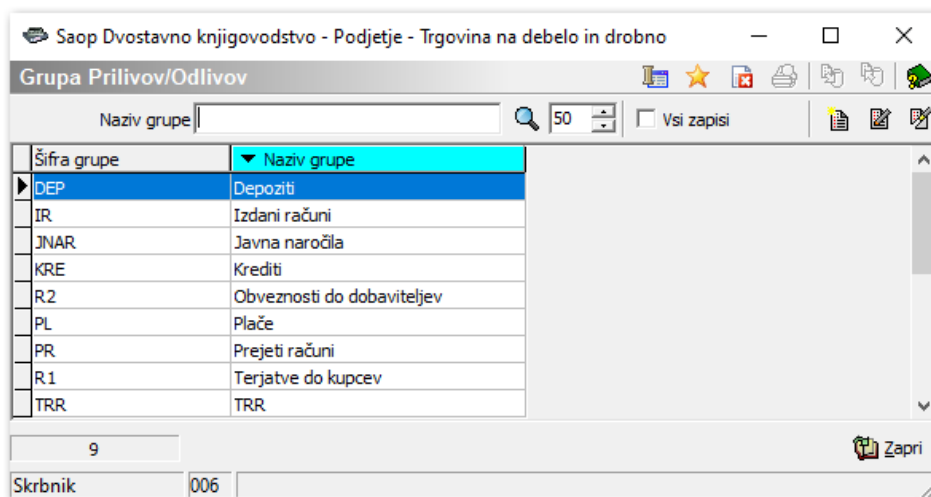 Saop Dvostavno knjigovodstvo - Podjetje - Trgovina na debelo in drobno
Grupa Prilivov/Odlivov
Naziv grupe 50 Vsi zapisi
Šifra grupe Naziv grupe
DEP Depoziti
IR Izdani računi
JNAR Javna naročila
KRE Krediti
R2 Obveznosti do dobaviteljev
PL Plače
PR Prejeti računi
R1 Terjatve do kupcev
TRR TRR
9 Zapri
Skrbnik 006